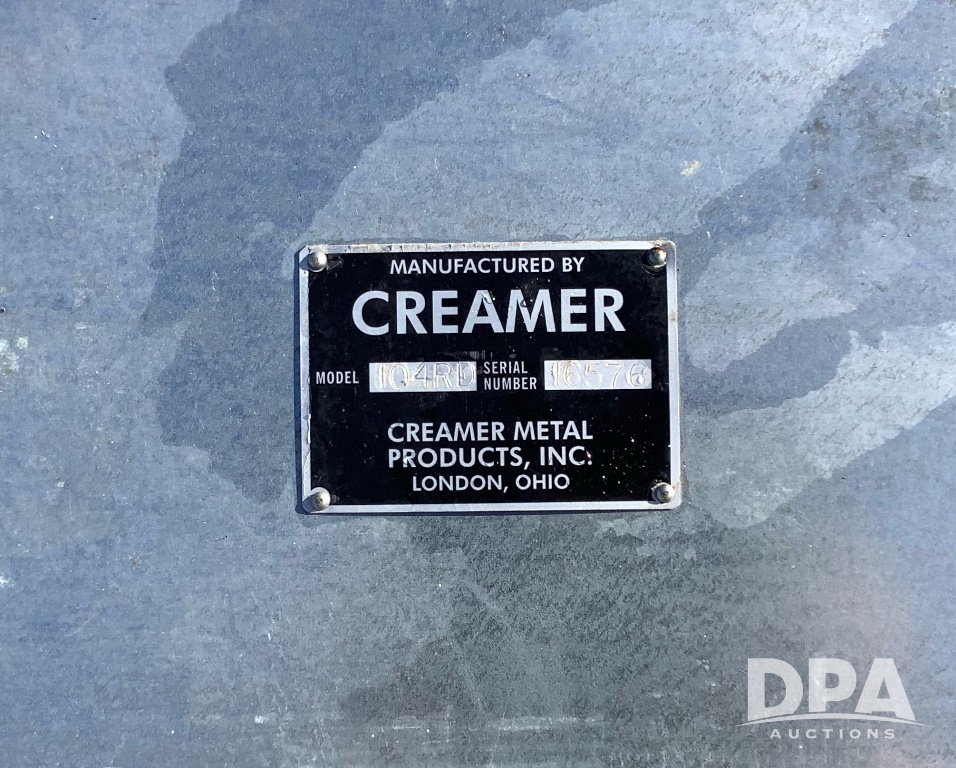 MANUFACTURED BY
CREAMER
MODEL 104RD SERIAL NUMBER 16576
CREAMER METAL
PRODUCTS, INC.
LONDON, OHIO
DPA
AUCTIONS